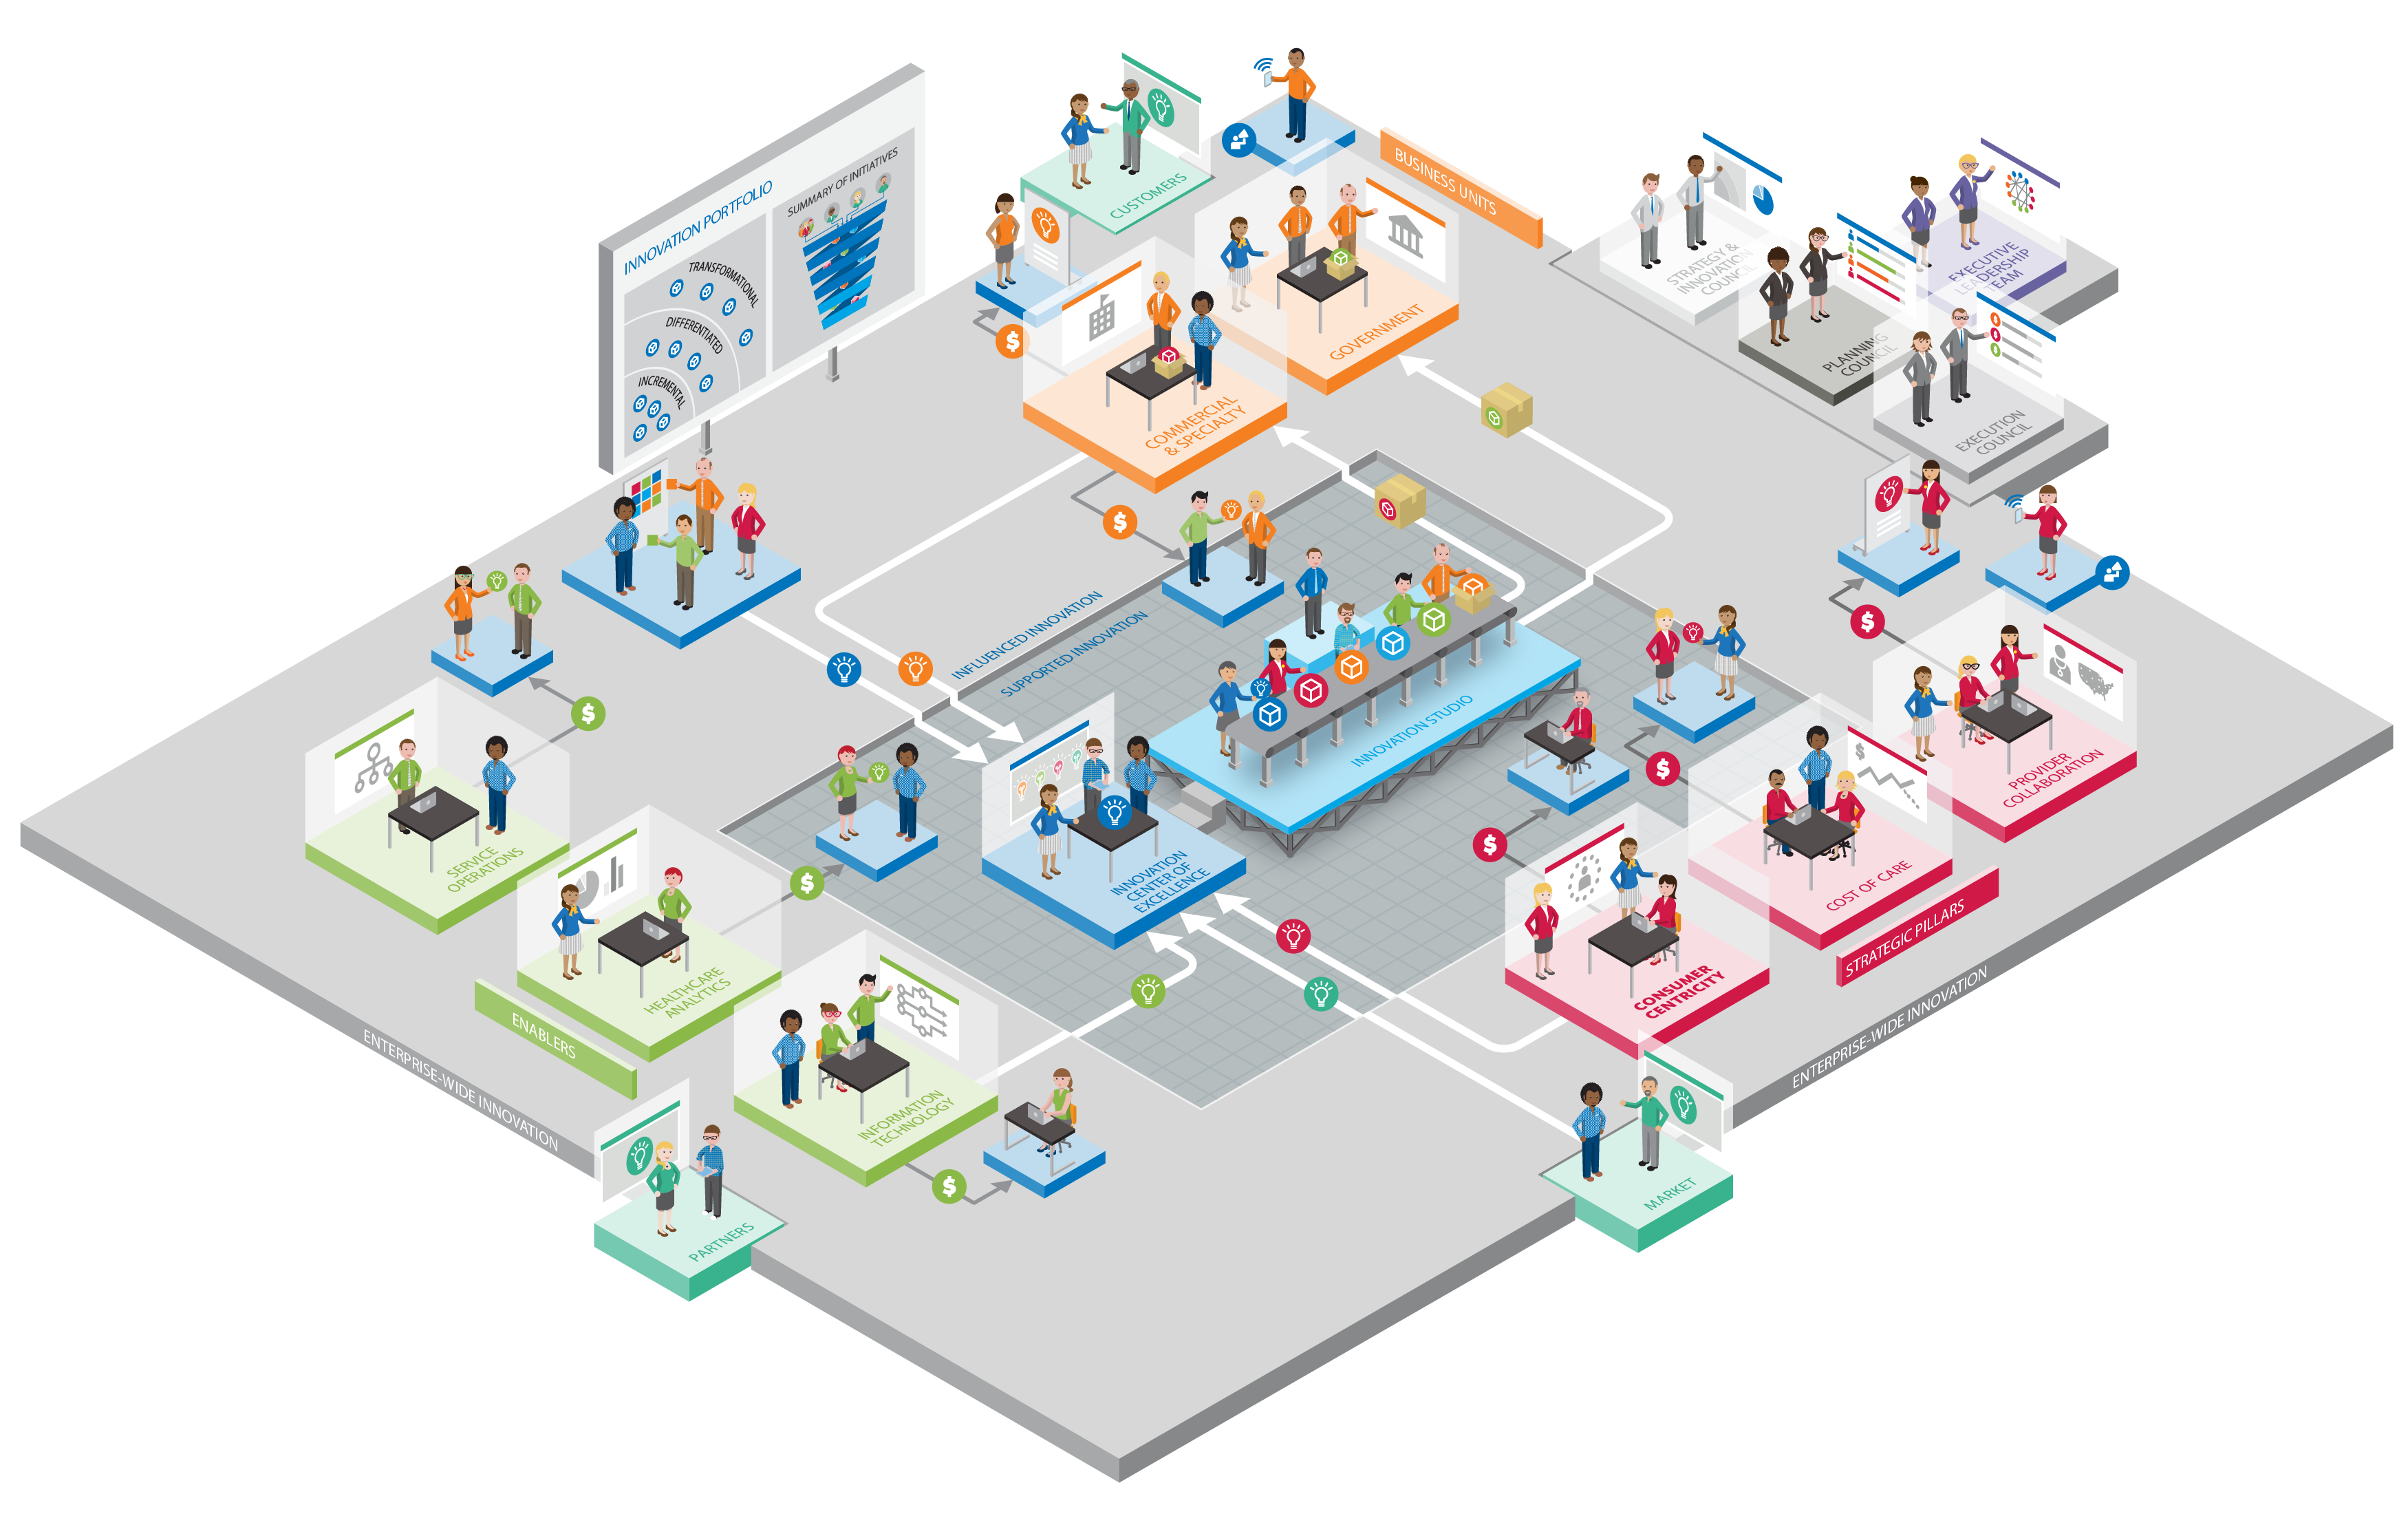 INNOVATION PORTFOLIO
TRANSFORMATIONAL
DIFFERENTIATED
INCREMENTAL
SUMMARY OF INITIATIVES
CUSTOMERS
BUSINESS UNITS
GOVERNMENT
COMMERCIAL
& SPECIALTY
$
STRATEGY &
INNOVATION
COUNCIL
EXECUTIVE
LEADERSHIP
TEAM
PLANNING
COUNCIL
EXECUTION
COUNCIL
$
INFLUENCED INNOVATION
SUPPORTED INNOVATION
INNOVATION STUDIO
INNOVATION
CENTER OF
EXCELLENCE
$
SERVICE
OPERATIONS
$
HEALTHCARE
ANALYTICS
ENABLERS
INFORMATION
TECHNOLOGY
$
$
PROVIDER
COLLABORATION
$
$
COST OF CARE
$
CONSUMER
CENTRICITY
STRATEGIC PILLARS
ENTERPRISE-WIDE INNOVATION
ENTERPRISE-WIDE INNOVATION
PARTNERS
MARKET